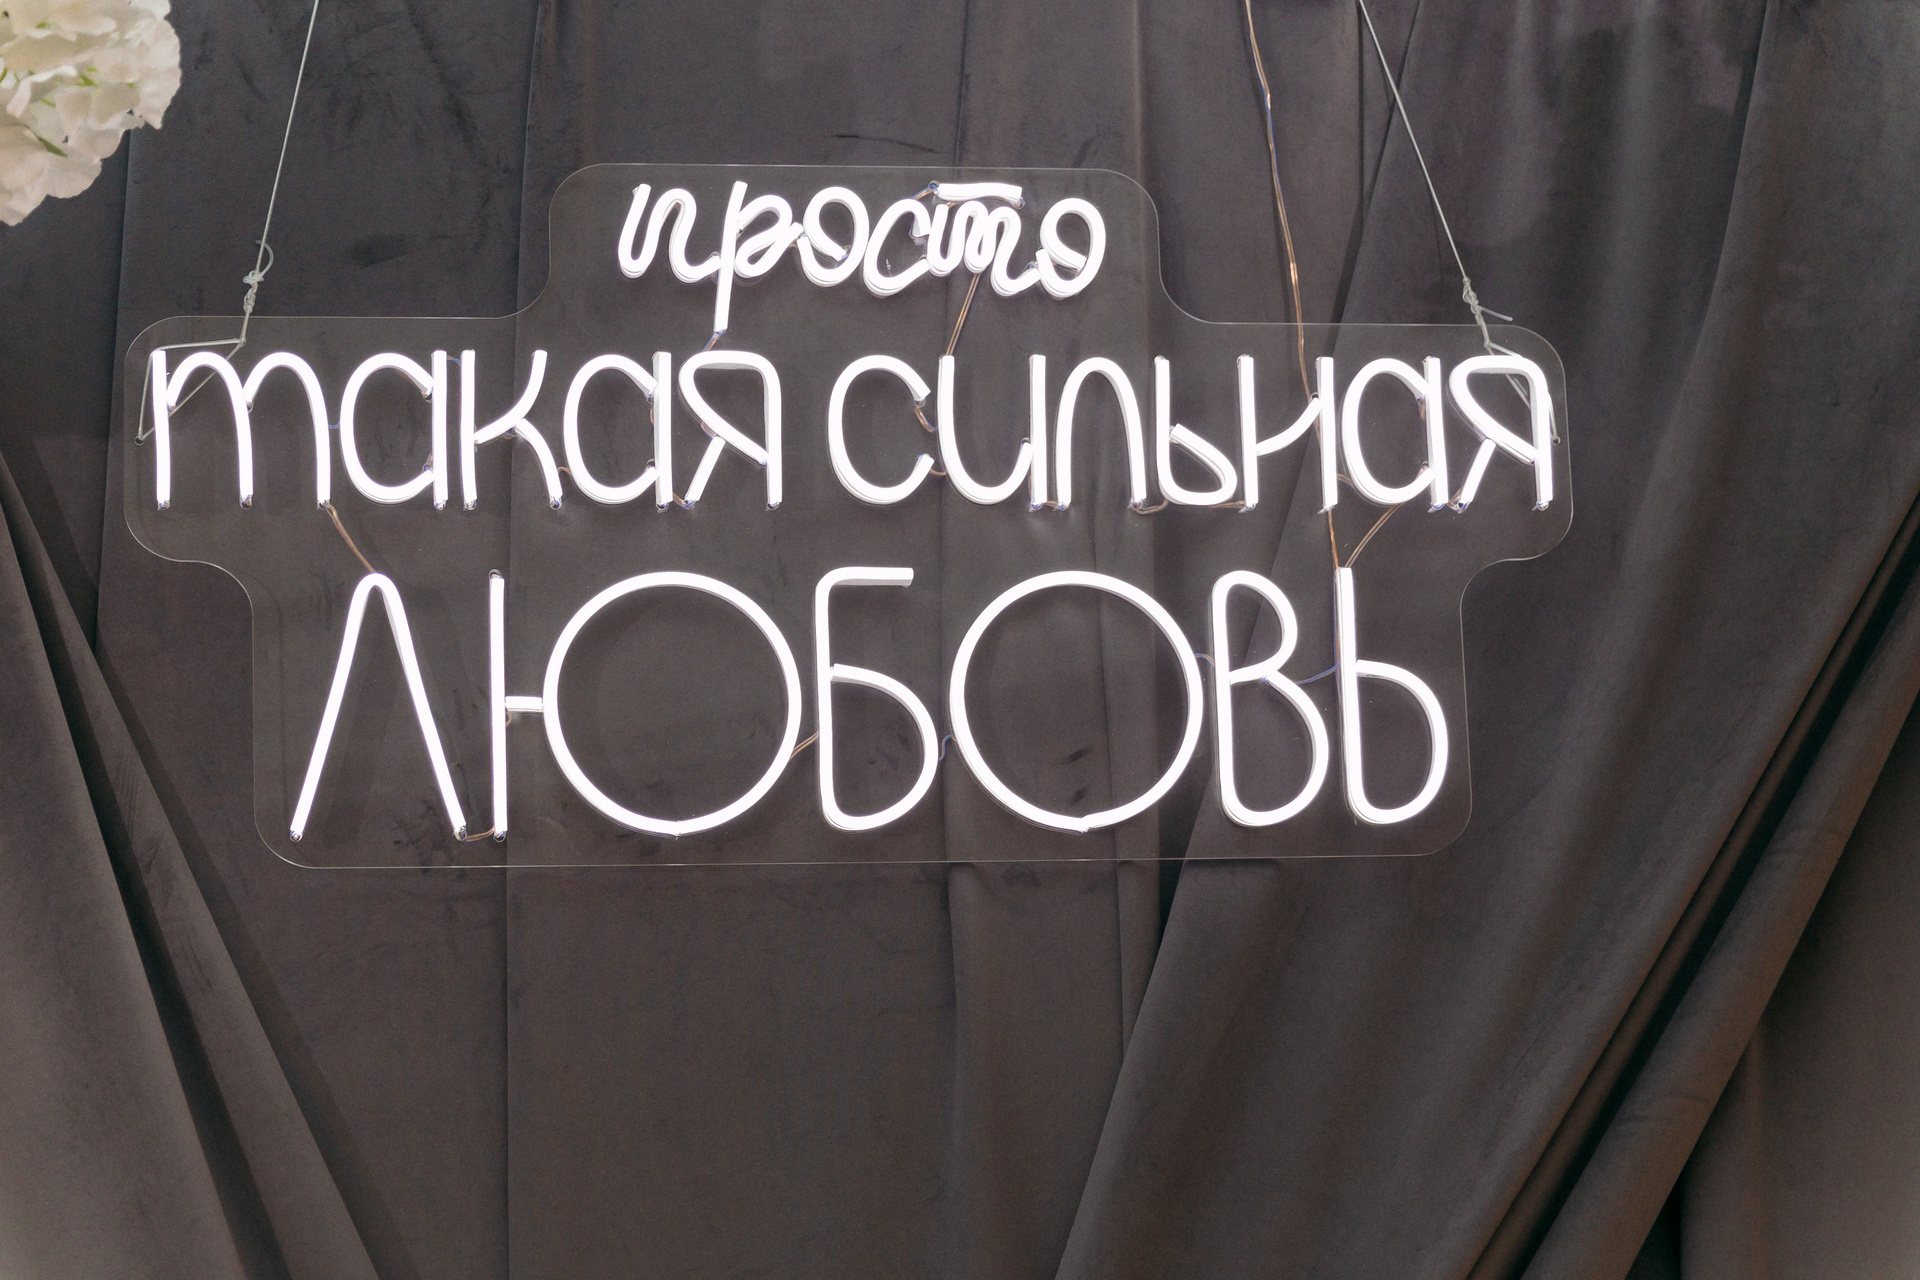 просто
такая сильная
ЛЮБОВЬ